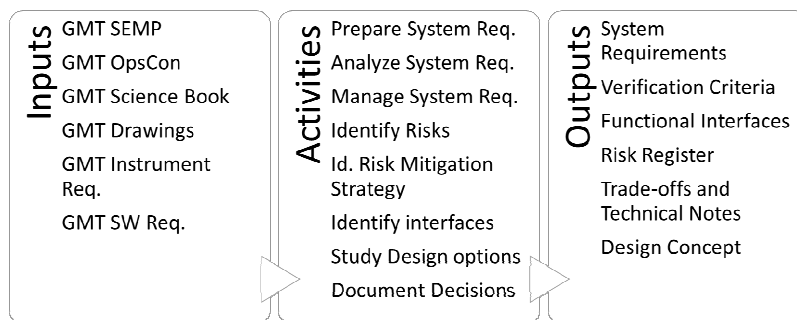 Inputs
GMT SEMP
GMT OpsCon
GMT Science Book
GMT Drawings
GMT Instrument
Req.
GMT SW Req.
Activities
Prepare System Req.
Analyze System Req.
Manage System Req.
Identify Risks
Id. Risk Mitigation
Strategy
Identify interfaces
Study Design options
Document Decisions
Outputs
System
Requirements
Verification Criteria
Functional Interfaces
Risk Register
Trade-offs and
Technical Notes
Design Concept